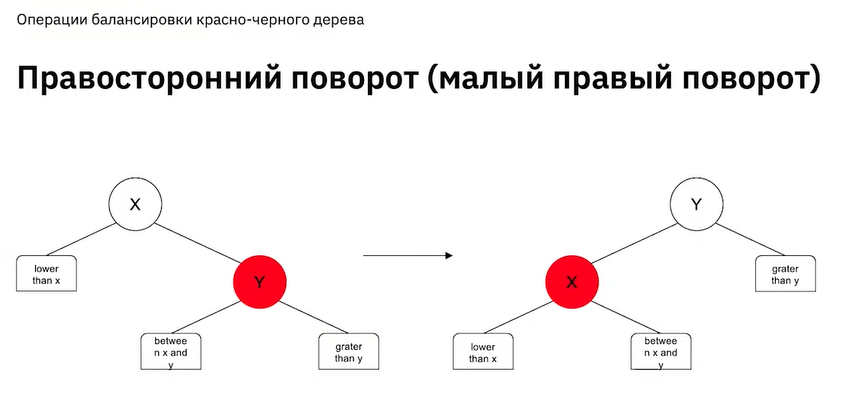 Операции балансировки красно-черного дерева
Правосторонний поворот (малый правый поворот)
X
lower
than x
Y
betwee
n x and
y
grater
than y
Y
X
grater
than y
lower
than x
betwee
n x and
y